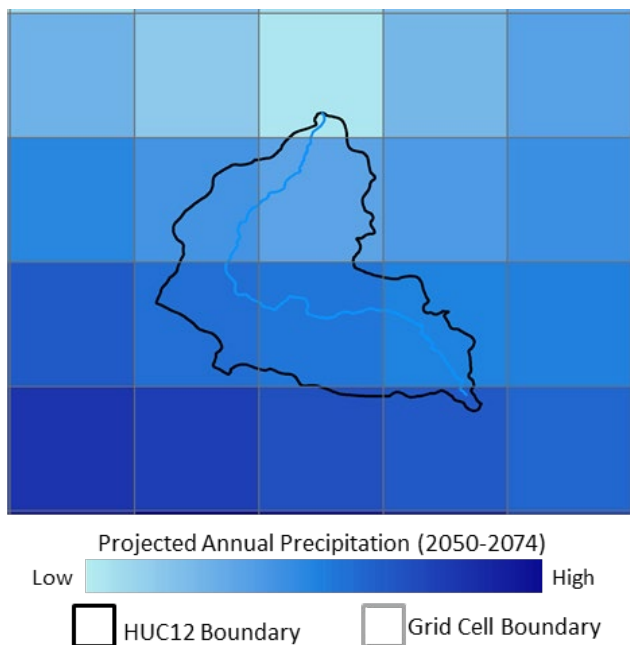 Projected Annual Precipitation (2050-2074)
Low High
HUC12 Boundary Grid Cell Boundary